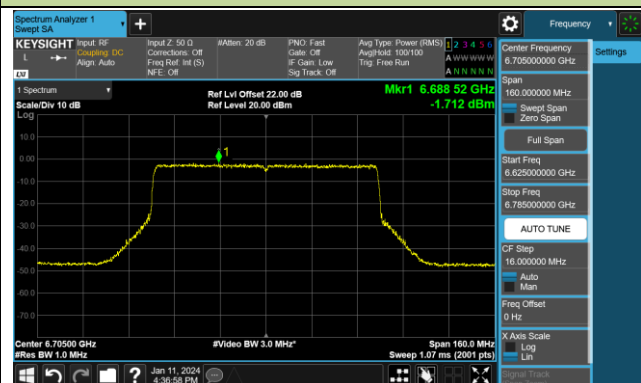 Spectrum Analyzer 1
Swept SA
Frequency
KEYSIGHT
Input: RF
Coupling: DC
Align: Auto
Input Z: 50 Ω
Corrections: Off
Freq Ref: Int (S)
NFE: Off
#Atten: 20 dB
PNO: Fast
Gate: Off
IF Gain: Low
Sig Track: Off
Avg Type: Power (RMS)
Avg|Hold: 100/100
Trig: Free Run
1 2 3 4 5 6
A W W W W W
A N N N N N
L
LXI
1 Spectrum
Scale/Div 10 dB
Log
Ref Lvl Offset 22.00 dB
Ref Level 20.00 dBm
Mkr1 6.688 52 GHz
-1.712 dBm
1
10.0
0.00
-10.0
-20.0
-30.0
-40.0
-50.0
-60.0
-70.0
Center 6.70500 GHz
#Res BW 1.0 MHz
#Video BW 3.0 MHz*
Span 160.0 MHz
Sweep 1.07 ms (2001 pts)
Jan 11, 2024
4:36:58 PM
Center Frequency
6.705000000 GHz
Settings
Span
160.000000 MHz
Swept Span
Zero Span
Full Span
Start Freq
6.625000000 GHz
Stop Freq
6.785000000 GHz
AUTO TUNE
CF Step
16.000000 MHz
Auto
Man
Freq Offset
0 Hz
X Axis Scale
Log
Lin
Signal Track